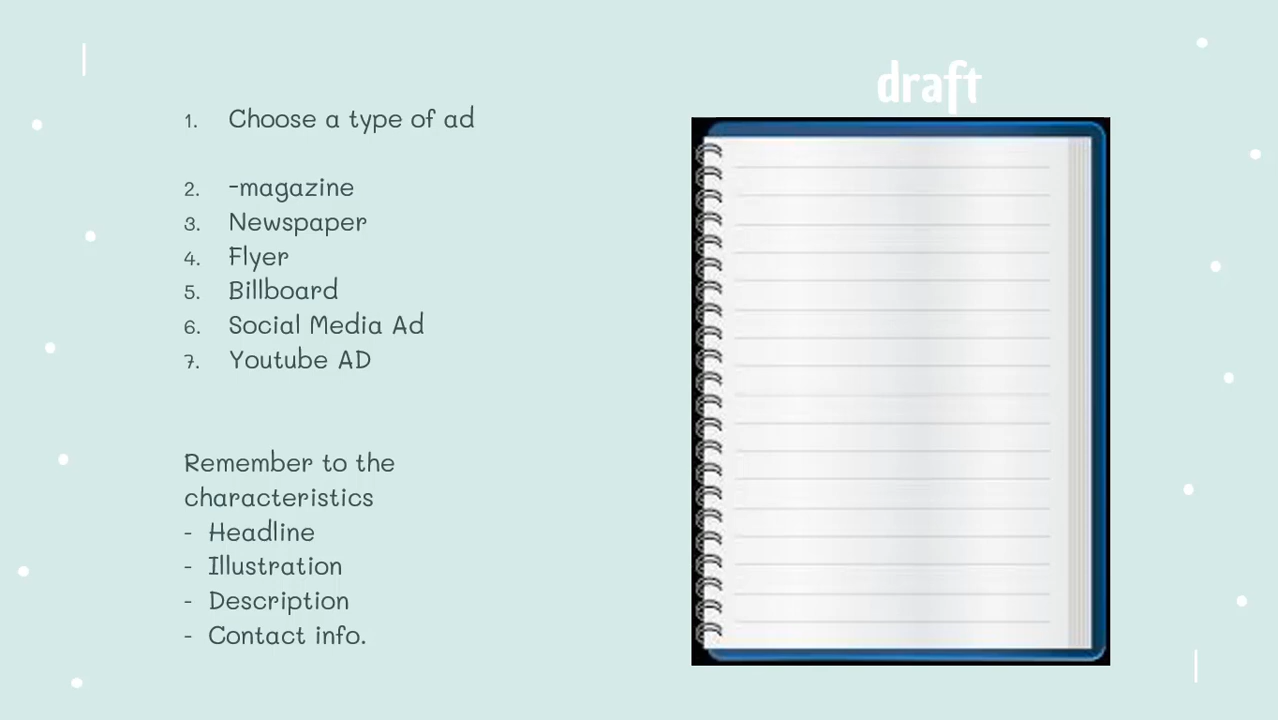 draft
1. Choose a type of ad
2. -magazine
3. Newspaper
4. Flyer
5. Billboard
6. Social Media Ad
7. Youtube AD
Remember to the
characteristics
- Headline
- Illustration
- Description
- Contact info.